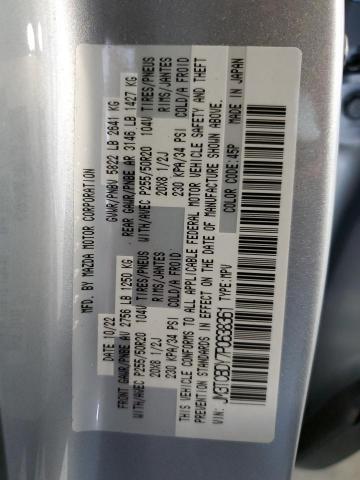 MFD. BY MAZDA MOTOR CORPORATION
DATE 10/22 GVWR/PNBV 5822 LB 2641 KG
FRONT GAWR/PNBE AV 2756 LB 1250 KG REAR GAWR/PNBE AR 3146 LB 1427 KG
WITH/AVEC P255/50R20 104V TIRES/PNEUS WITH/AVEC P255/50R20 104V TIRES/PNEUS
20X8 1/2J RIMS/JANTES 20X8 1/2J RIMS/JANTES
230 KPA/34 PSI COLD/A FROID 230 KPA/34 PSI COLD/A FROID
THIS VEHICLE CONFORMS TO ALL APPLICABLE FEDERAL MOTOR VEHICLE SAFETY AND THEFT
PREVENTION STANDARDS IN EFFECT ON THE DATE OF MANUFACTURE SHOWN ABOVE.
VIN: TYPE:MPV COLOR:45P MADE IN JAPAN